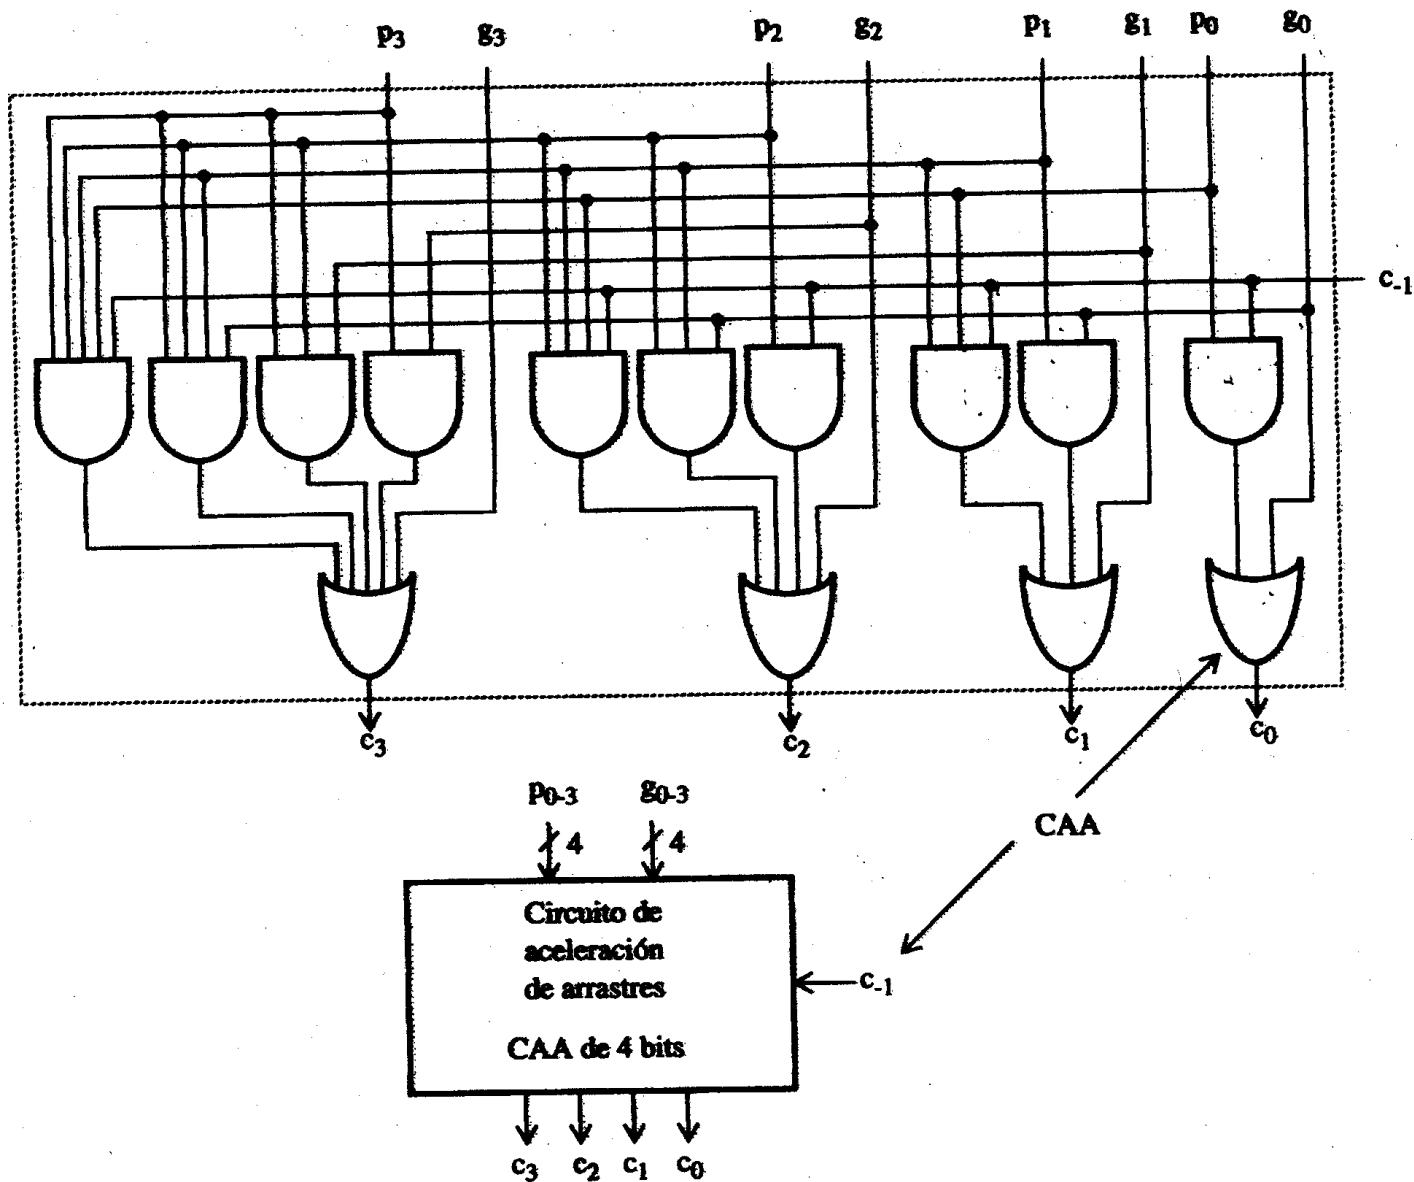 p3 g3 p2 g2 p1 g1 p0 g0
c-1
c3 c2 c1 c0
p0-3 g0-3
4 4
CAA
Circuito de
aceleración
de arrastres
c-1
CAA de 4 bits
c3 c2 c1 c0